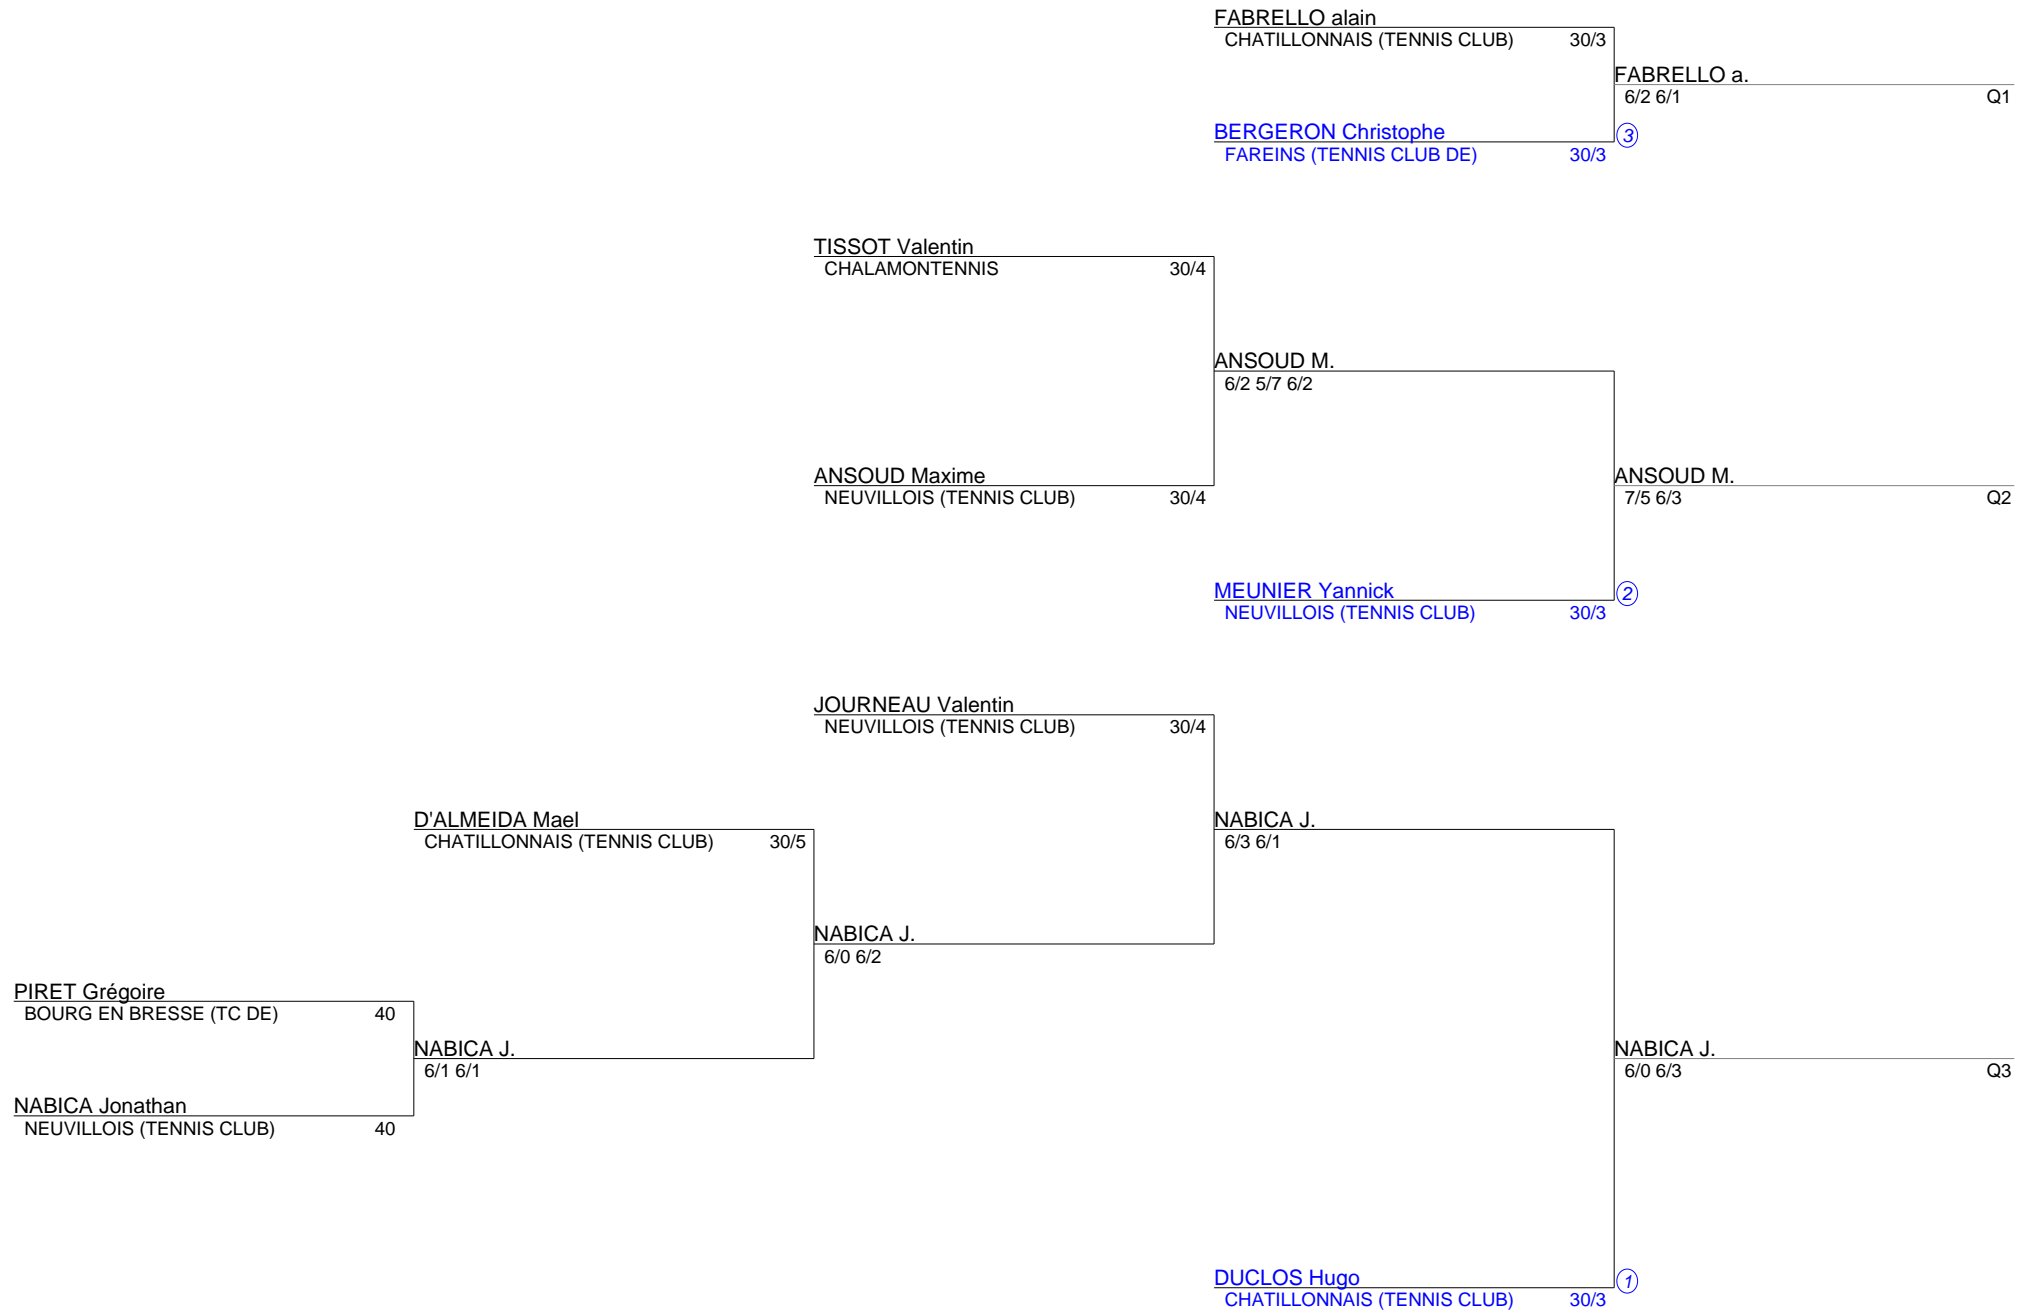 FABRELLO alain
CHATILLONNAIS (TENNIS CLUB) 30/3
FABRELLO a.
6/2 6/1 Q1
BERGERON Christophe 3
FAREINS (TENNIS CLUB DE) 30/3
TISSOT Valentin
CHALAMONTENNIS 30/4
ANSOUD M.
6/2 5/7 6/2
ANSOUD Maxime
NEUVILLOIS (TENNIS CLUB) 30/4
ANSOUD M.
7/5 6/3 Q2
MEUNIER Yannick 2
NEUVILLOIS (TENNIS CLUB) 30/3
JOURNEAU Valentin
NEUVILLOIS (TENNIS CLUB) 30/4
D'ALMEIDA Mael
CHATILLONNAIS (TENNIS CLUB) 30/5
NABICA J.
6/3 6/1
NABICA J.
6/0 6/2
PIRET Grégoire
BOURG EN BRESSE (TC DE) 40
NABICA J.
6/1 6/1
NABICA J.
6/0 6/3 Q3
NABICA Jonathan
NEUVILLOIS (TENNIS CLUB) 40
DUCLOS Hugo 1
CHATILLONNAIS (TENNIS CLUB) 30/3